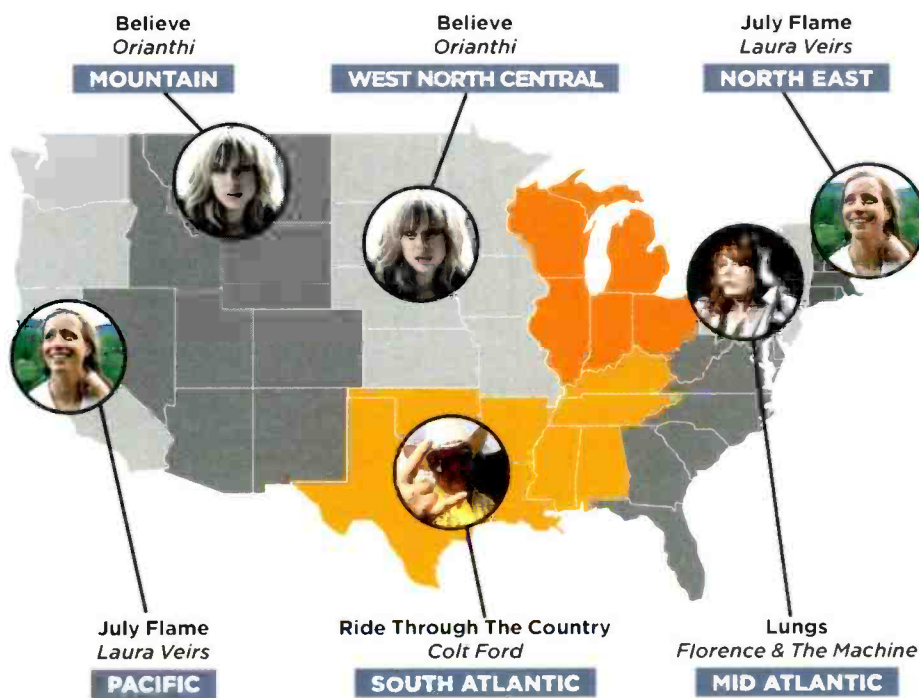 Believe
Orianthi
MOUNTAIN
Believe
Orianthi
WEST NORTH CENTRAL
July Flame
Laura Veirs
NORTH EAST
July Flame
Laura Veirs
PACIFIC
Ride Through The Country
Colt Ford
SOUTH ATLANTIC
Lungs
Florence & The Machine
MID ATLANTIC